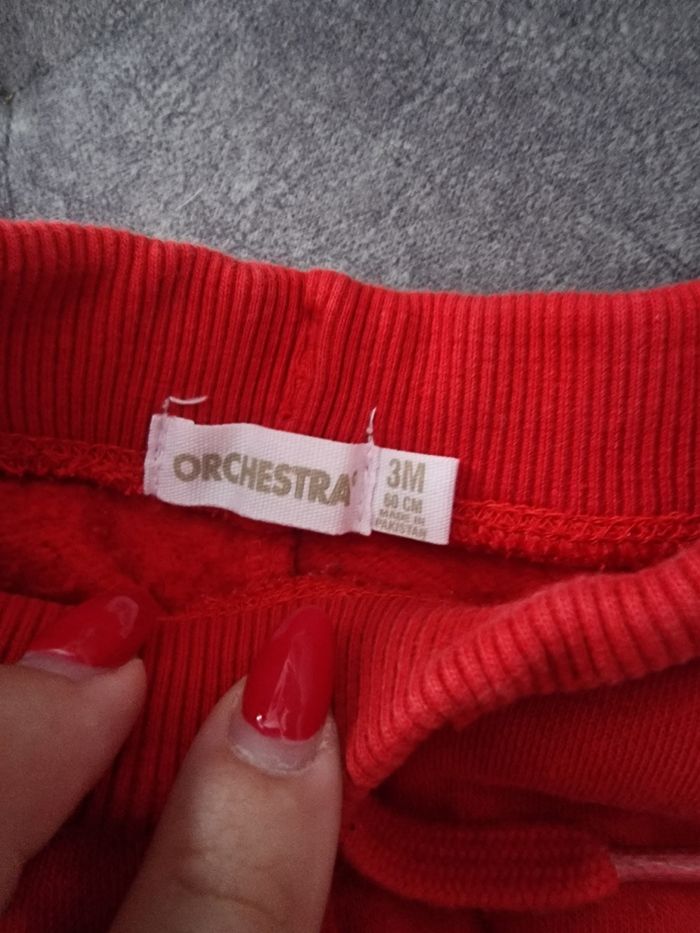 ORCHESTRA
3M
60 CM
MADE IN
PAKISTAN